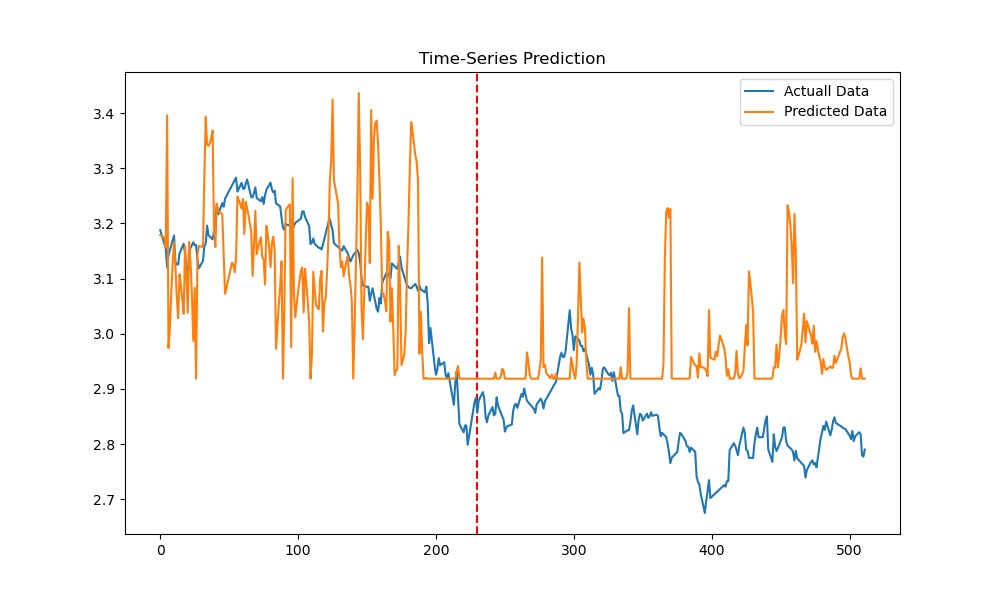 Time-Series Prediction
Actuall Data
Predicted Data
3.4
3.3
3.2
3.1
3.0
2.9
2.8
2.7
0 100 200 300 400 500